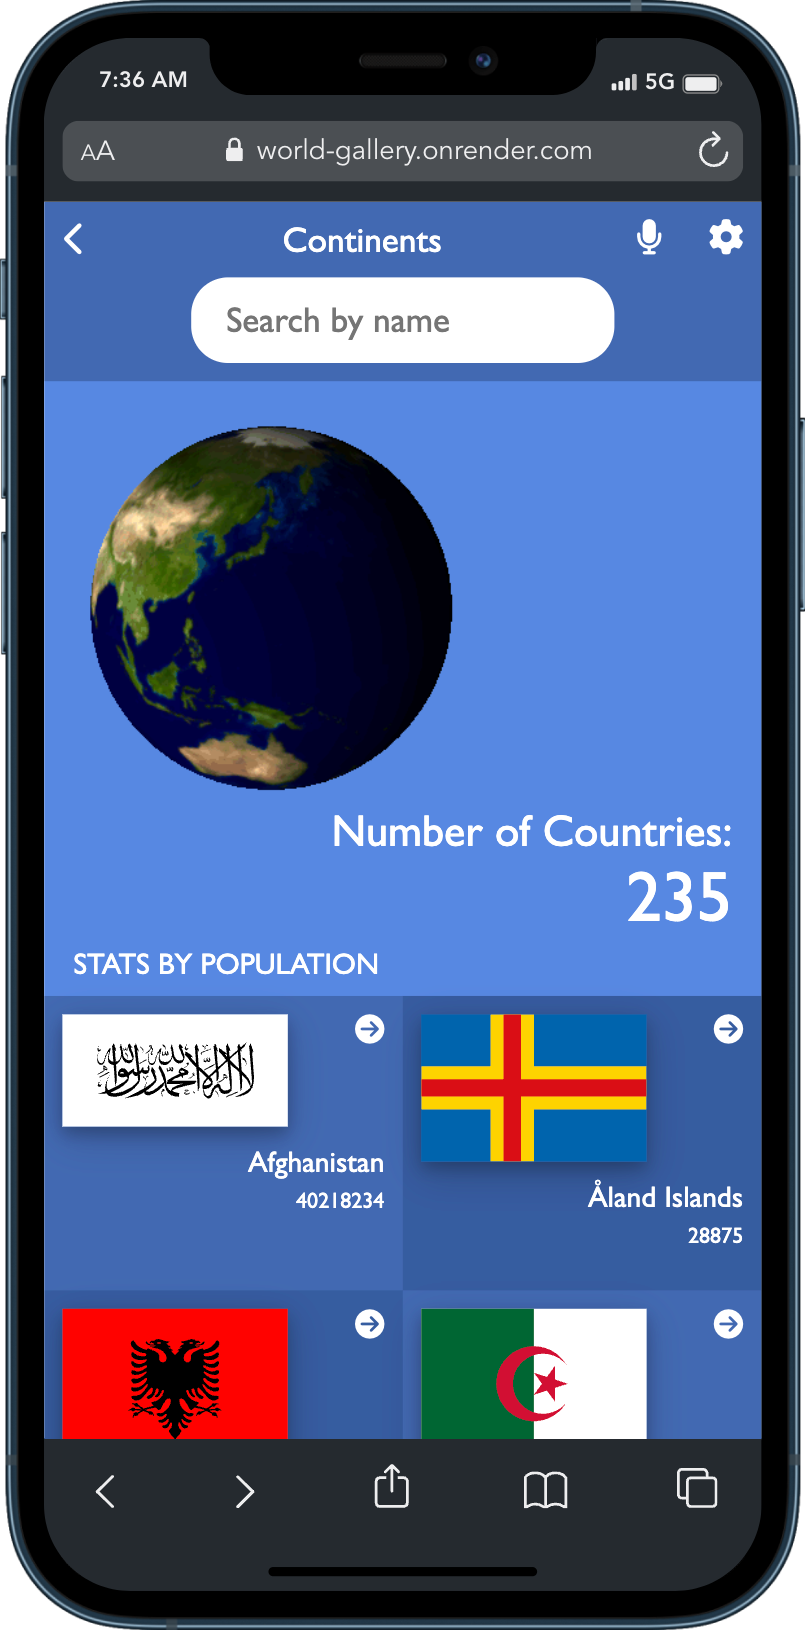 7:36 AM
5G
AA
world-gallery.onrender.com
Continents
Search by name
Number of Countries:
235
STATS BY POPULATION
لا إله إلا الله محمد رسول الله
Afghanistan
40218234
Åland Islands
28875